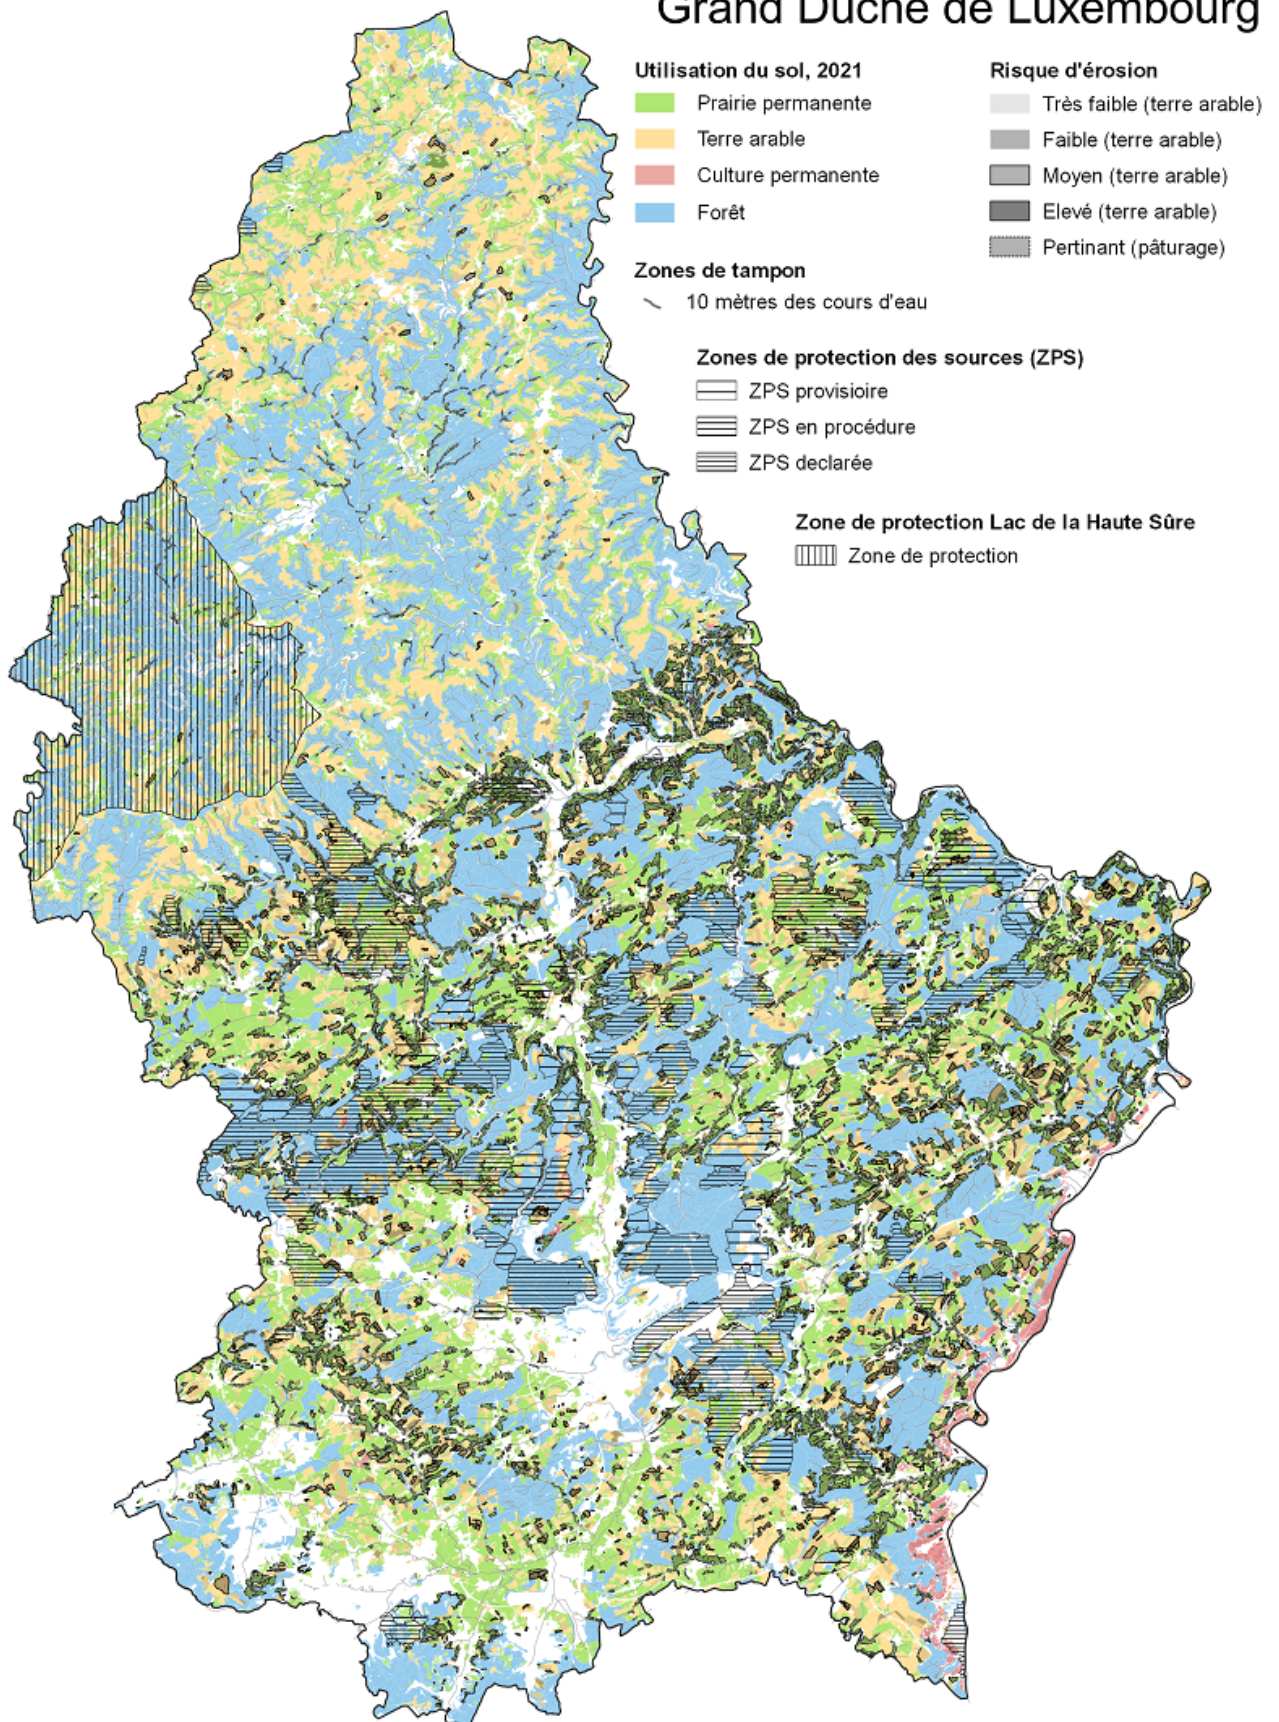 Grand Duché de Luxembourg
Utilisation du sol, 2021
Prairie permanente
Terre arable
Culture permanente
Forêt
Risque d'érosion
Très faible (terre arable)
Faible (terre arable)
Moyen (terre arable)
Elevé (terre arable)
Pertinant (pâturage)
Zones de tampon
10 mètres des cours d'eau
Zones de protection des sources (ZPS)
ZPS provisioire
ZPS en procédure
ZPS declarée
Zone de protection Lac de la Haute Sûre
Zone de protection